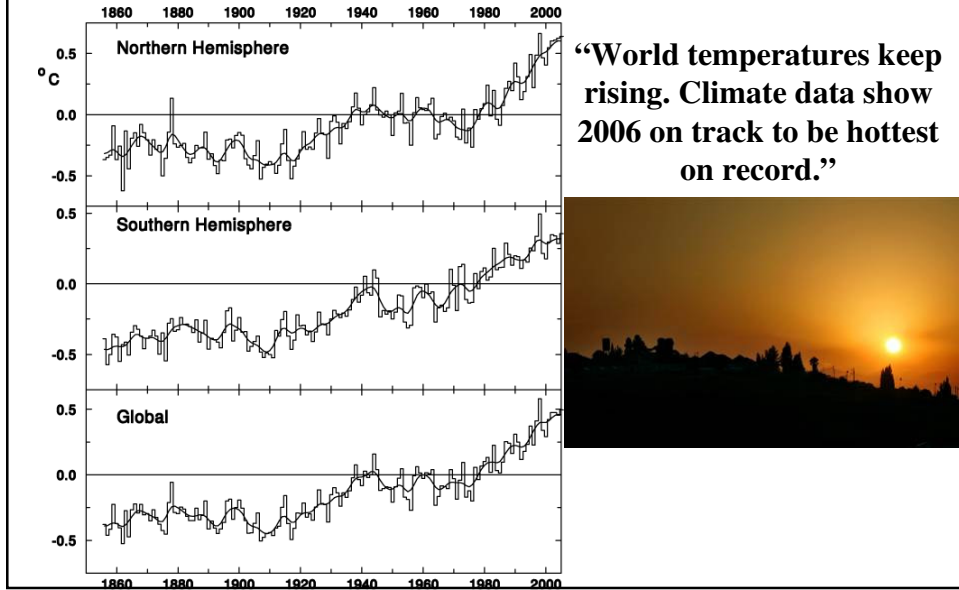 1860 1880 1900 1920 1940 1960 1980 2000
0.5
Northern Hemisphere
°C
0.0
-0.5
0.5
Southern Hemisphere
0.0
-0.5
0.5
Global
0.0
-0.5
1860 1880 1900 1920 1940 1960 1980 2000
“World temperatures keep
rising. Climate data show
2006 on track to be hottest
on record.”